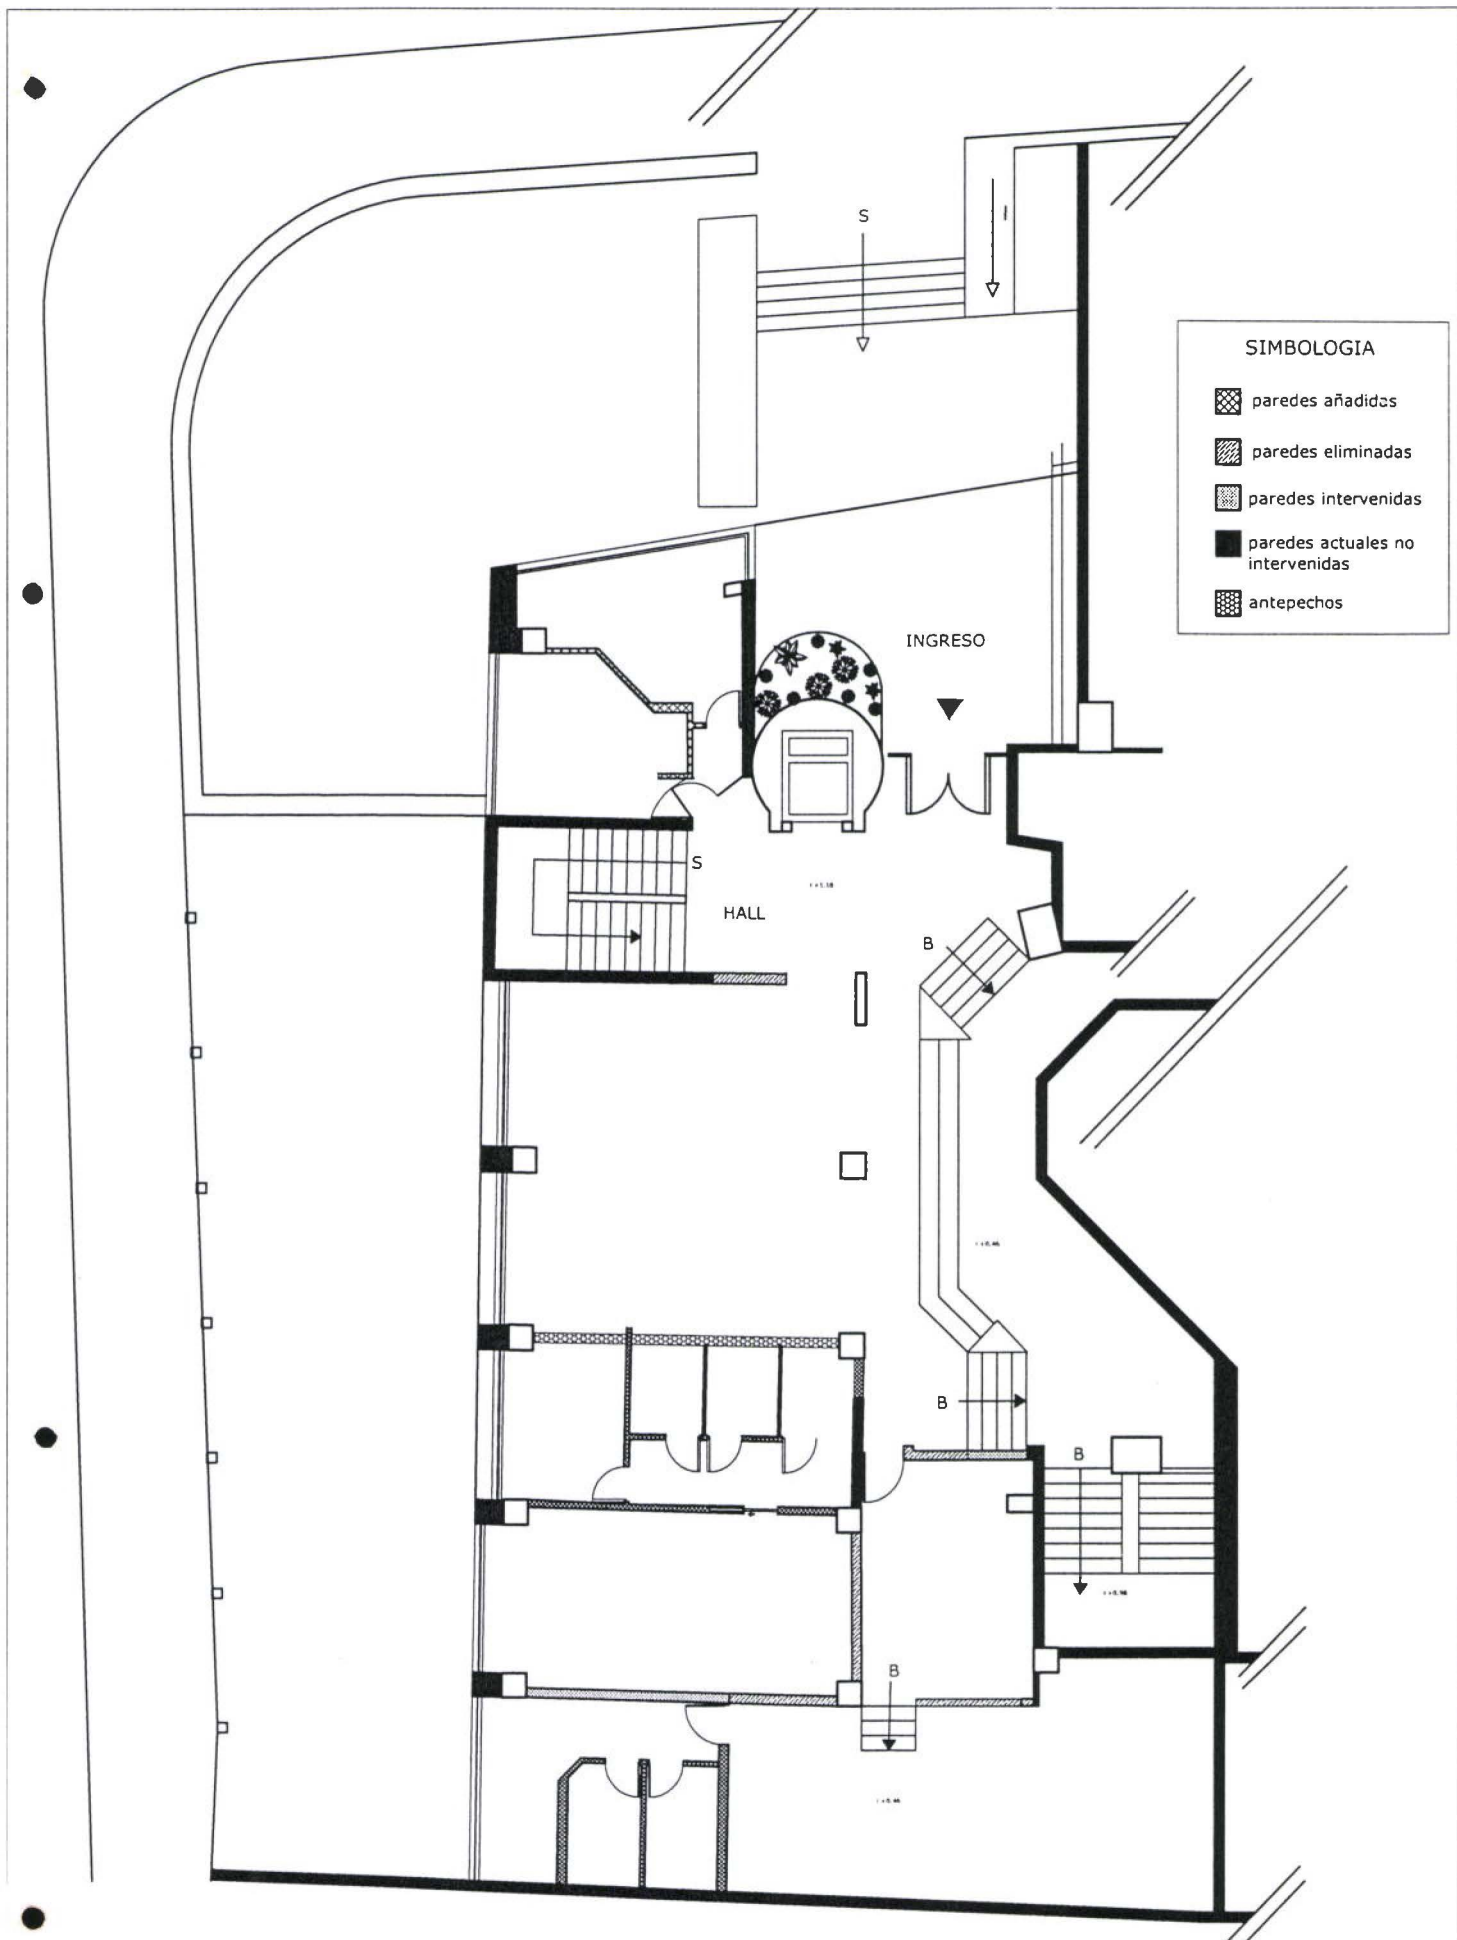 S
SIMBOLOGIA
paredes añadidas
paredes eliminadas
paredes intervenidas
paredes actuales no
intervenidas
antepechos
INGRESO
S
HALL
B
B
B
B